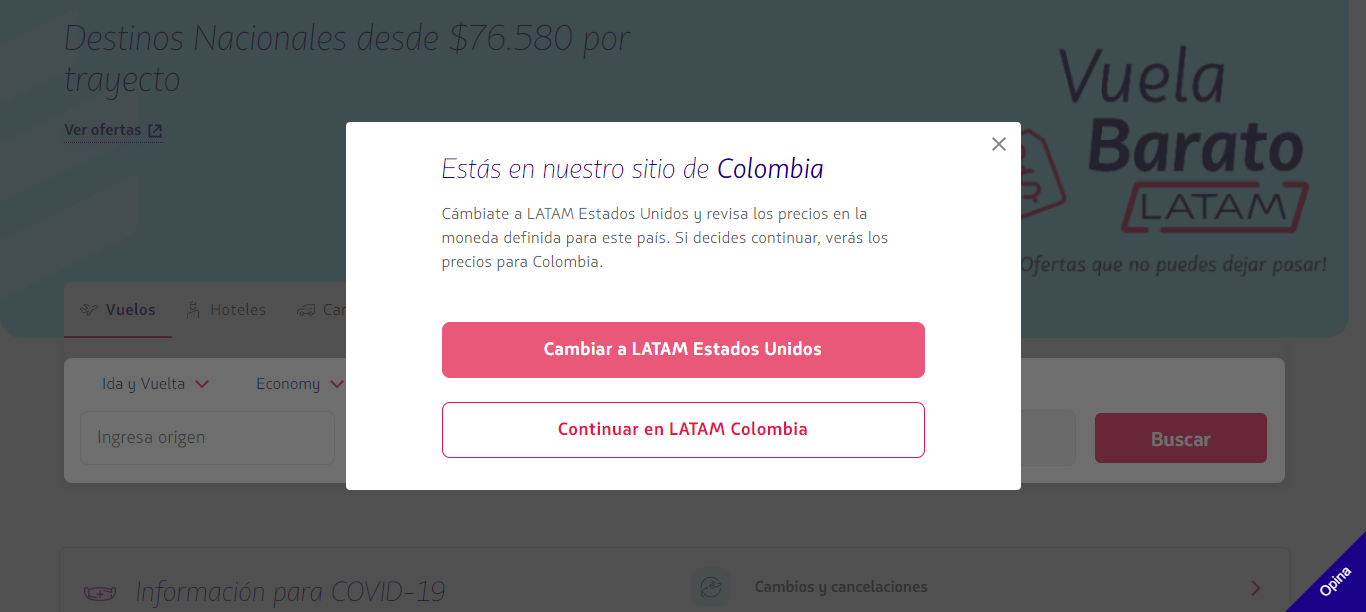 Destinos Nacionales desde $76.580 por
trayecto
Ver ofertas
Vuela
Barato
LATAM
Ofertas que no puedes dejar pasar!
Estás en nuestro sitio de Colombia
Cámbiate a LATAM Estados Unidos y revisa los precios en la
moneda definida para este país. Si decides continuar, verás los
precios para Colombia.
Cambiar a LATAM Estados Unidos
Continuar en LATAM Colombia
Vuelos
Hoteles
Ida y Vuelta
Economy
Ingresa origen
Buscar
Información para COVID-19
Cambios y cancelaciones
Opina